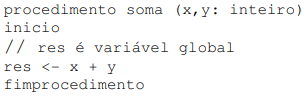 procedimento soma (x,y: inteiro)
inicio
// res é variável global
res <- x + y
fimprocedimento